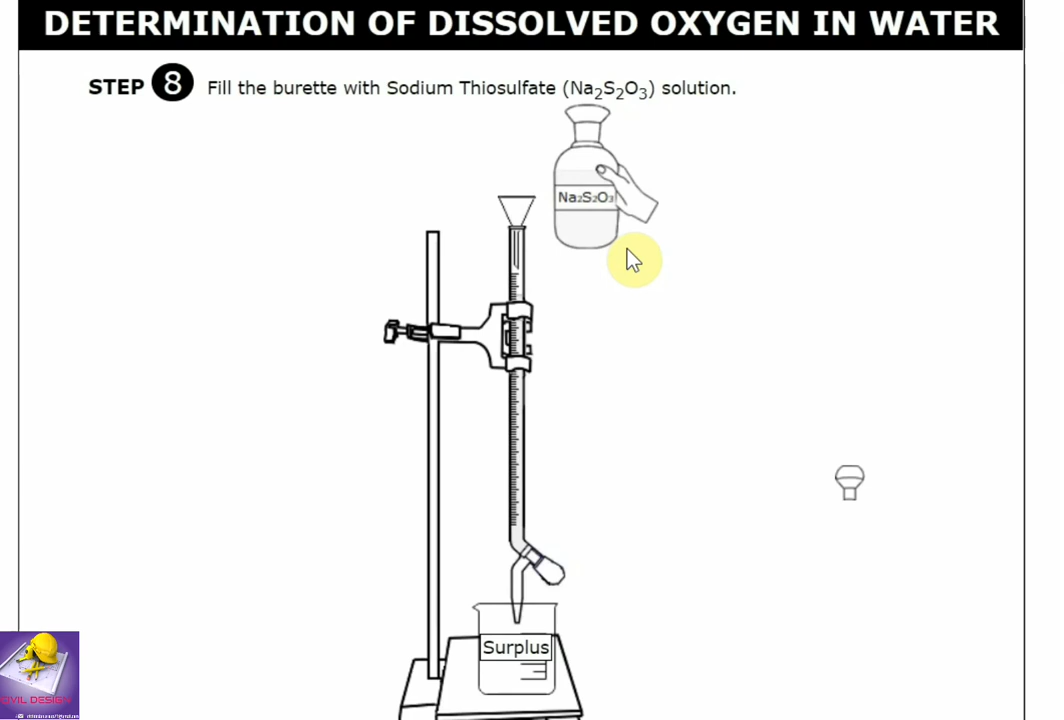 DETERMINATION OF DISSOLVED OXYGEN IN WATER
STEP 8 Fill the burette with Sodium Thiosulfate (Na₂S₂O₃) solution.
Na₂S₂O₃
Surplus
CIVIL DESIGN